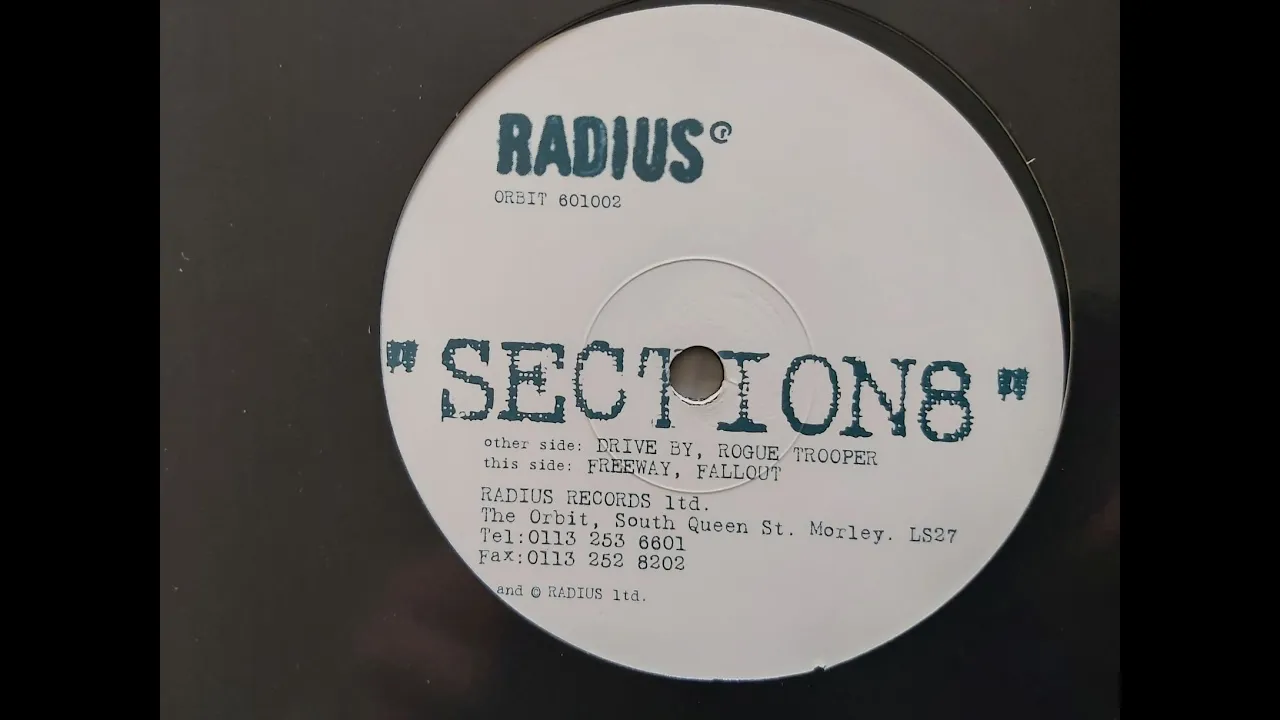 RADIUS®
ORBIT 601002
"SECTION8"
other side: DRIVE BY, ROGUE TROOPER
this side: FREEWAY, FALLOUT
RADIUS RECORDS ltd.
The Orbit, South Queen St. Morley. LS27
Tel:0113 253 6601
Fax:0113 252 8202
and © RADIUS ltd.